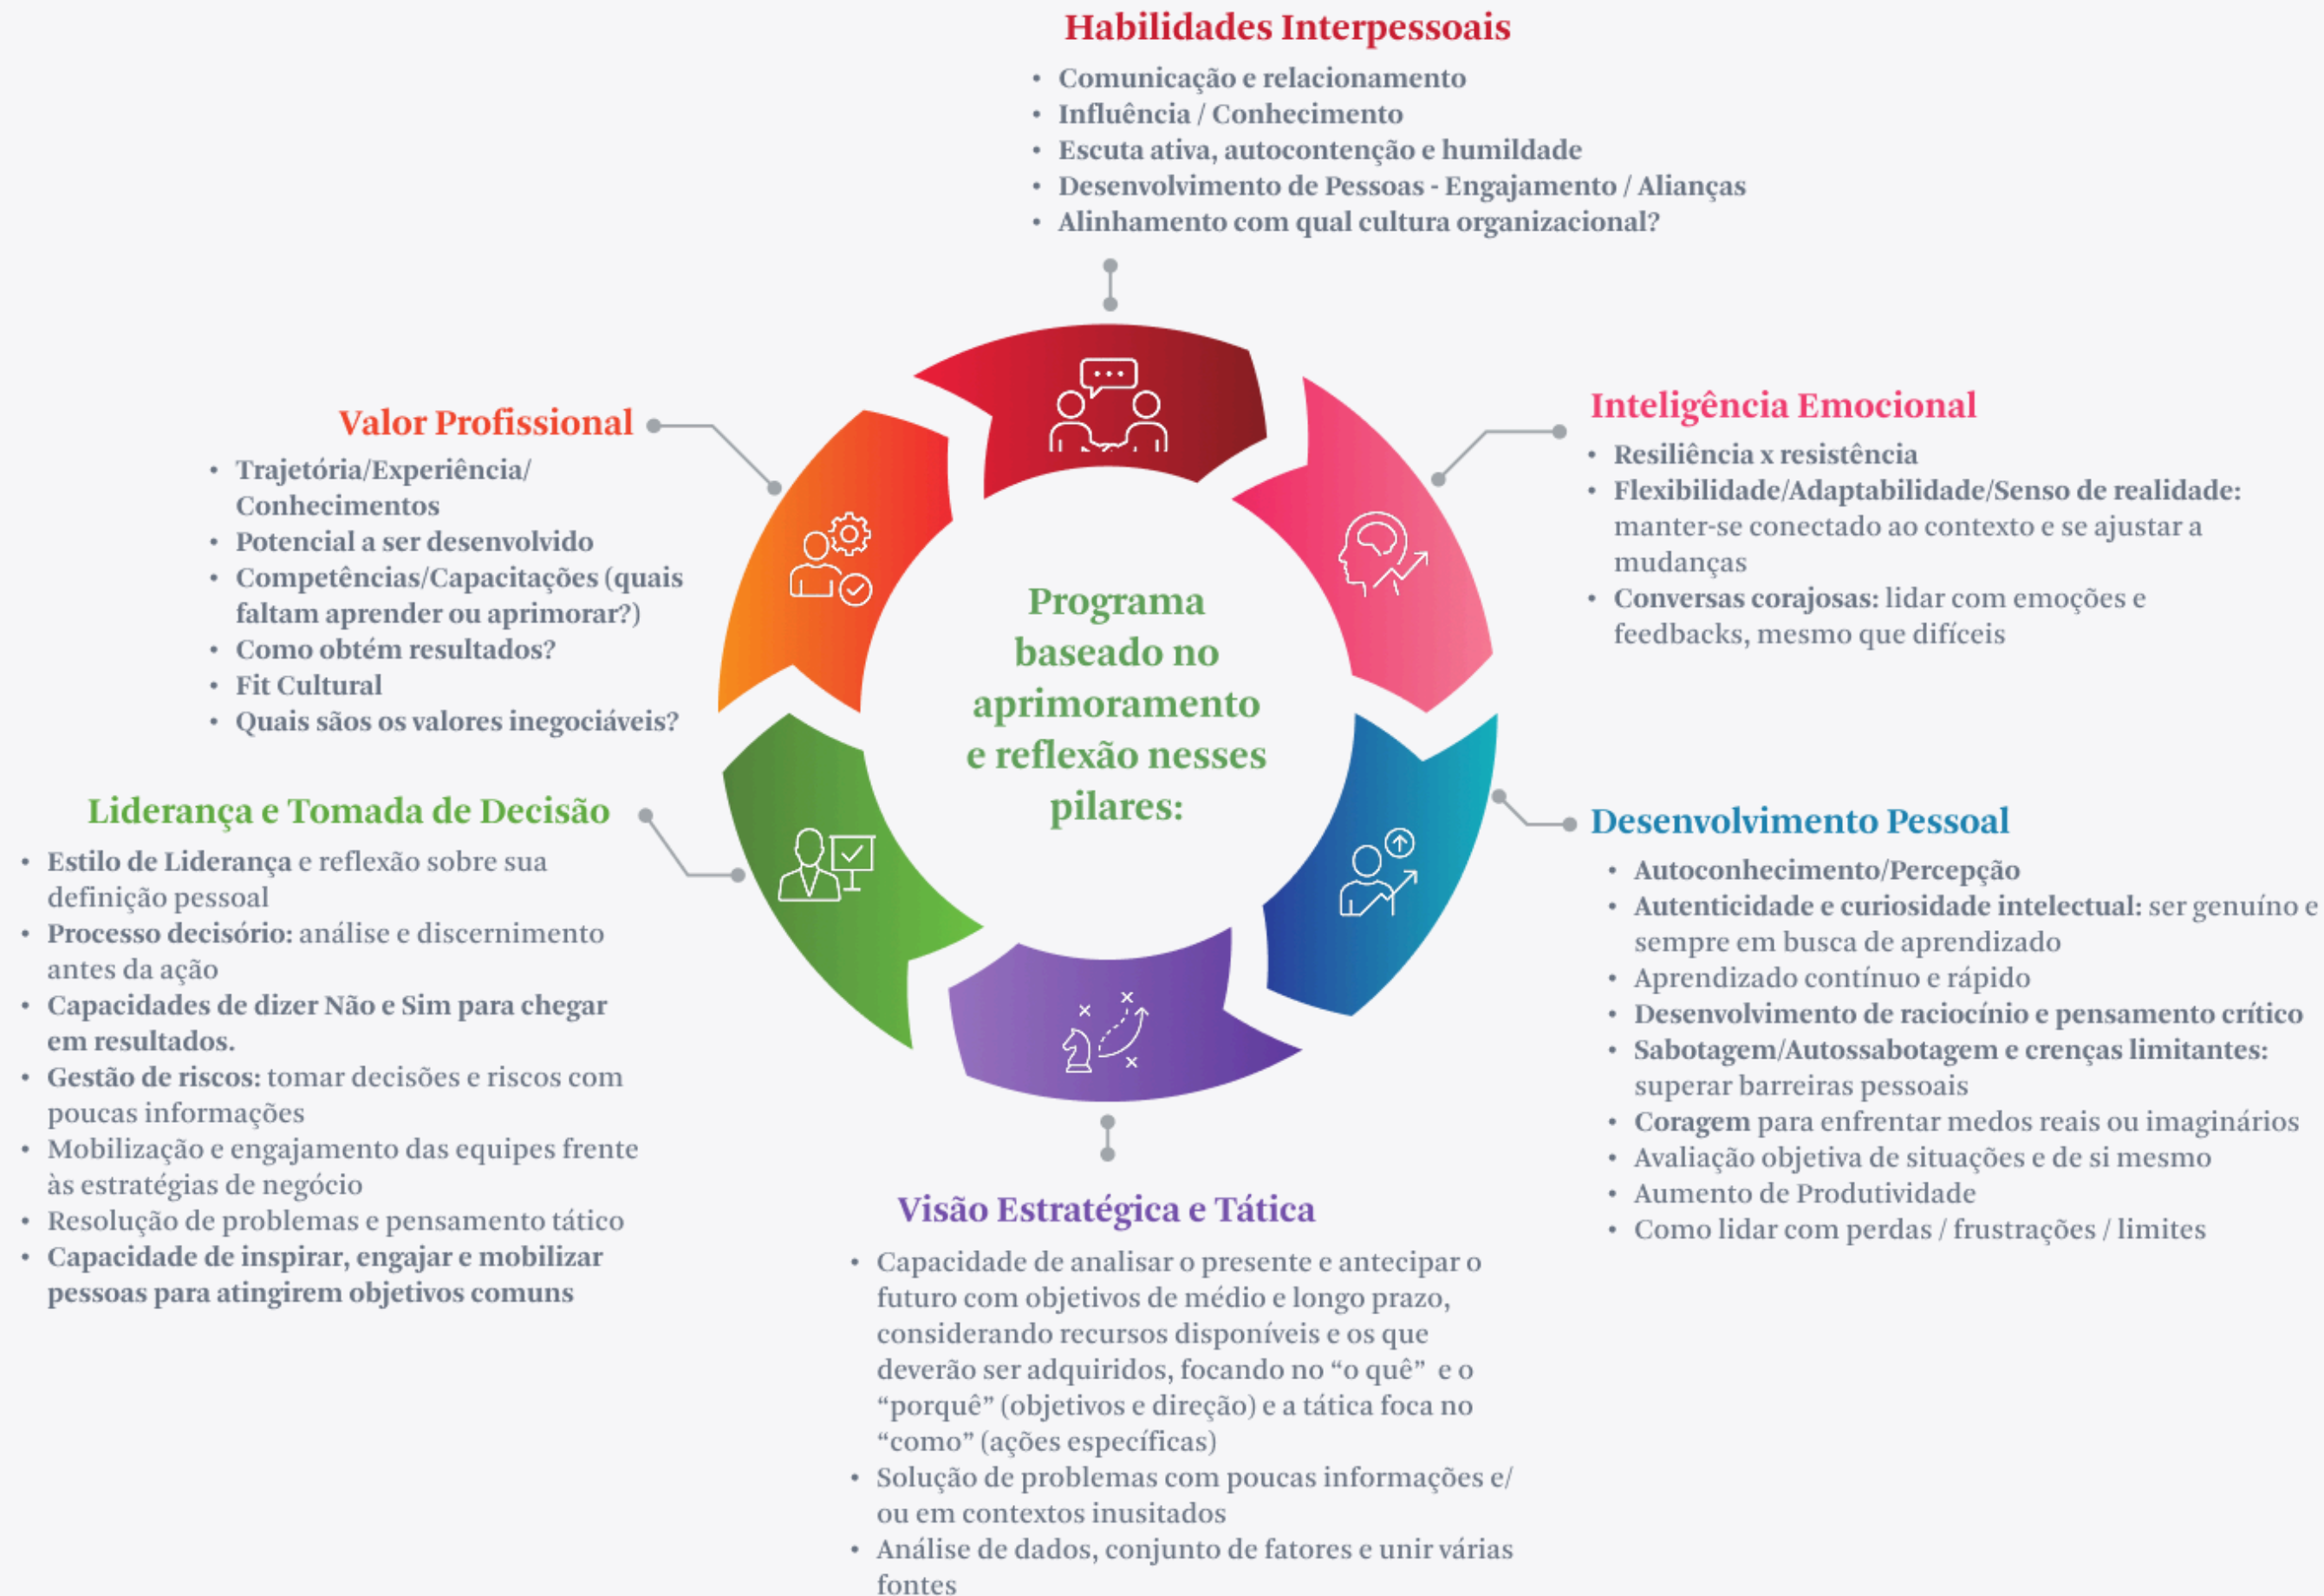 Habilidades Interpessoais
• Comunicação e relacionamento
• Influência / Conhecimento
• Escuta ativa, autocontenção e humildade
• Desenvolvimento de Pessoas - Engajamento / Alianças
• Alinhamento com qual cultura organizacional?
Inteligência Emocional
• Resiliência x resistência
• Flexibilidade/Adaptabilidade/Senso de realidade:
manter-se conectado ao contexto e se ajustar a
mudanças
• Conversas corajosas: lidar com emoções e
feedbacks, mesmo que difíceis
Desenvolvimento Pessoal
• Autoconhecimento/Percepção
• Autenticidade e curiosidade intelectual: ser genuíno e
sempre em busca de aprendizado
• Aprendizado contínuo e rápido
• Desenvolvimento de raciocínio e pensamento crítico
• Sabotagem/Autossabotagem e crenças limitantes:
superar barreiras pessoais
• Coragem para enfrentar medos reais ou imaginários
• Avaliação objetiva de situações e de si mesmo
• Aumento de Produtividade
• Como lidar com perdas / frustrações / limites
Visão Estratégica e Tática
• Capacidade de analisar o presente e antecipar o
futuro com objetivos de médio e longo prazo,
considerando recursos disponíveis e os que
deverão ser adquiridos, focando no “o quê” e o
“porquê” (objetivos e direção) e a tática foca no
“como” (ações específicas)
• Solução de problemas com poucas informações e/
ou em contextos inusitados
• Análise de dados, conjunto de fatores e unir várias
fontes
Liderança e Tomada de Decisão
• Estilo de Liderança e reflexão sobre sua
definição pessoal
• Processo decisório: análise e discernimento
antes da ação
• Capacidades de dizer Não e Sim para chegar
em resultados.
• Gestão de riscos: tomar decisões e riscos com
poucas informações
• Mobilização e engajamento das equipes frente
às estratégias de negócio
• Resolução de problemas e pensamento tático
• Capacidade de inspirar, engajar e mobilizar
pessoas para atingirem objetivos comuns
Valor Profissional
• Trajetória/Experiência/
Conhecimentos
• Potencial a ser desenvolvido
• Competências/Capacitações (quais
faltam aprender ou aprimorar?)
• Como obtém resultados?
• Fit Cultural
• Quais sãos os valores inegociáveis?
Programa
baseado no
aprimoramento
e reflexão nesses
pilares: